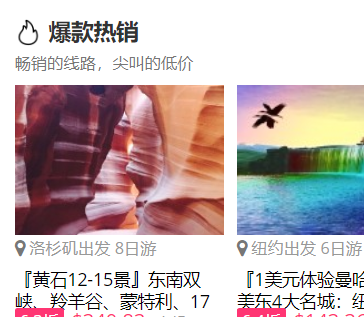 爆款热销
畅销的线路，尖叫的低价
洛杉矶出发 8日游
『黄石12-15景』东南双
峡、羚羊谷、蒙特利、17
纽约出发 6日游
『1美元体验曼哈
美东4大名城：纽